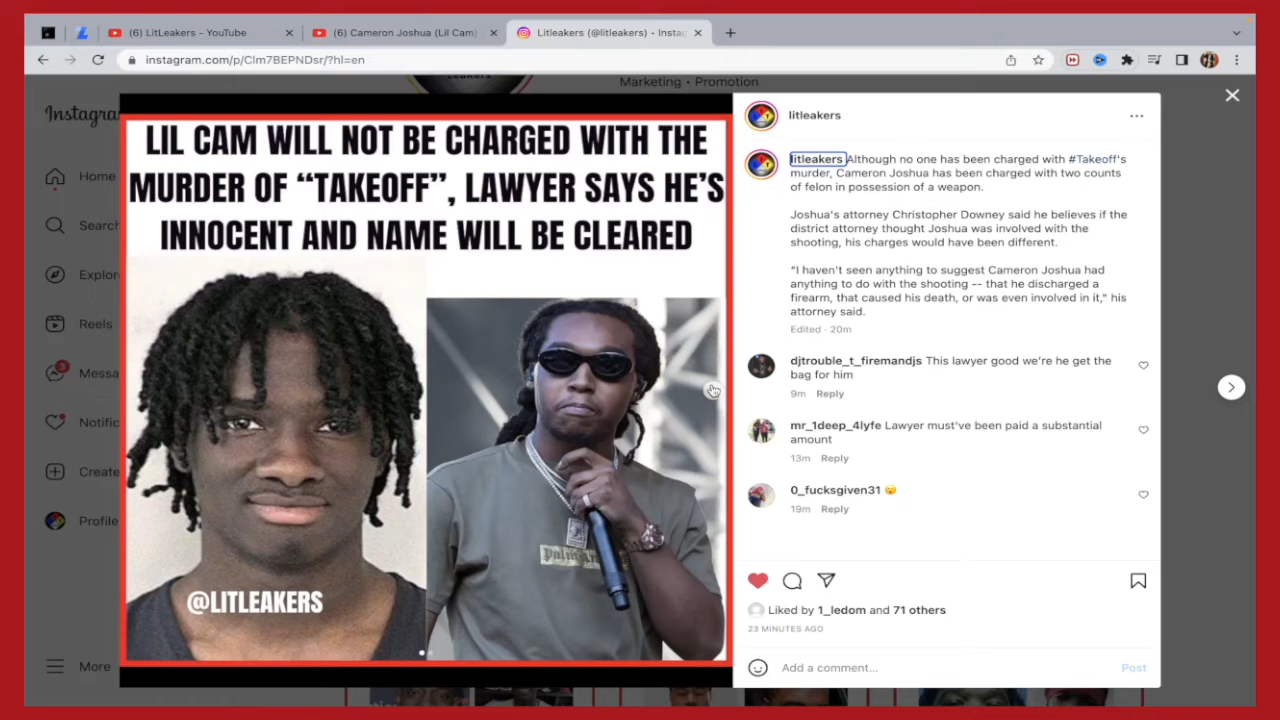 (6) LitLeakers - YouTube
(6) Cameron Joshua (Lil Cam)
Litleakers (@litleakers) • Insta
instagram.com/p/Clm7BEPNDsr/?hl=en
Marketing • Promotion
Instagra
Home
Search
Explor
Reels
3
Messa
Notific
Create
Profile
More
LIL CAM WILL NOT BE CHARGED WITH THE
MURDER OF “TAKEOFF”, LAWYER SAYS HE’S
INNOCENT AND NAME WILL BE CLEARED
@LITLEAKERS
litleakers
litleakers Although no one has been charged with #Takeoff's
murder, Cameron Joshua has been charged with two counts
of felon in possession of a weapon.
Joshua's attorney Christopher Downey said he believes if the
district attorney thought Joshua was involved with the
shooting, his charges would have been different.
“I haven't seen anything to suggest Cameron Joshua had
anything to do with the shooting -- that he discharged a
firearm, that caused his death, or was even involved in it,” his
attorney said.
Edited · 20m
djtrouble_t_firemandjs This lawyer good we’re he get the
bag for him
9m Reply
mr_1deep_4lyfe Lawyer must’ve been paid a substantial
amount
13m Reply
0_fucksgiven31 😮
19m Reply
Liked by 1_ledom and 71 others
23 MINUTES AGO
Add a comment...
Post